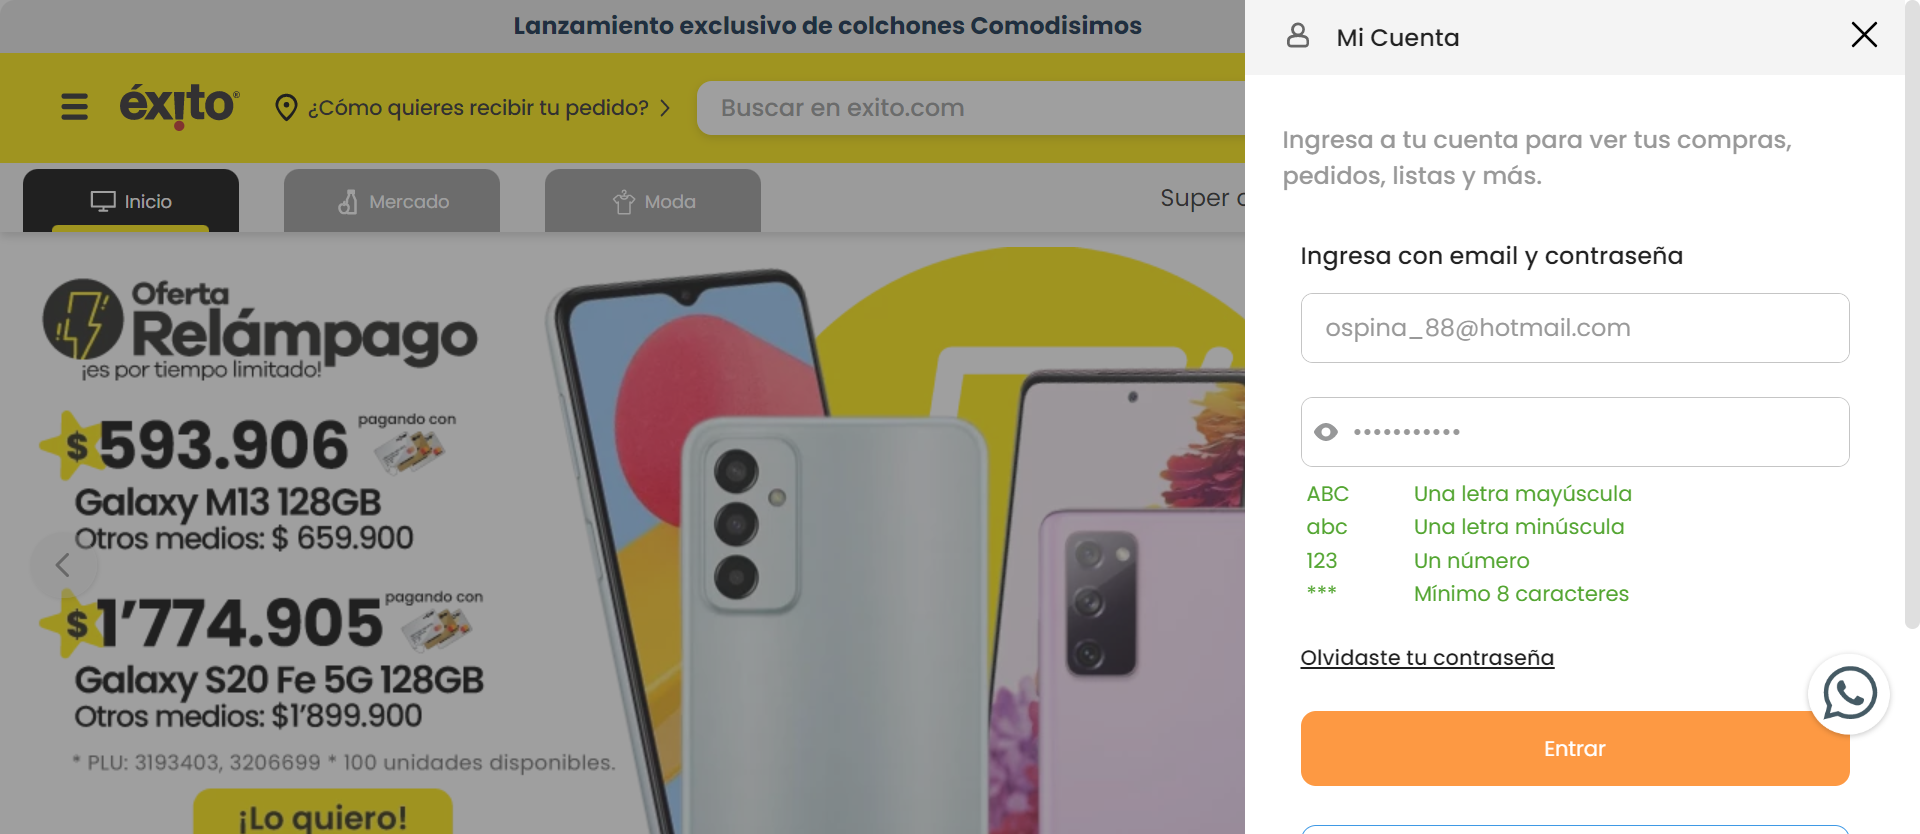 Lanzamiento exclusivo de colchones Comodisimos
éxito®
¿Cómo quieres recibir tu pedido?
Buscar en exito.com
Inicio
Mercado
Moda
Super
Oferta
Relámpago
¡es por tiempo limitado!
$593.906 pagando con
Galaxy M13 128GB
Otros medios: $ 659.900
$1'774.905 pagando con
Galaxy S20 Fe 5G 128GB
Otros medios: $1'899.900
* PLU: 3193403, 3206699 * 100 unidades disponibles.
¡Lo quiero!
Mi Cuenta
Ingresa a tu cuenta para ver tus compras,
pedidos, listas y más.
Ingresa con email y contraseña
ospina_88@hotmail.com
•••••••••••
ABC Una letra mayúscula
abc Una letra minúscula
123 Un número
*** Mínimo 8 caracteres
Olvidaste tu contraseña
Entrar